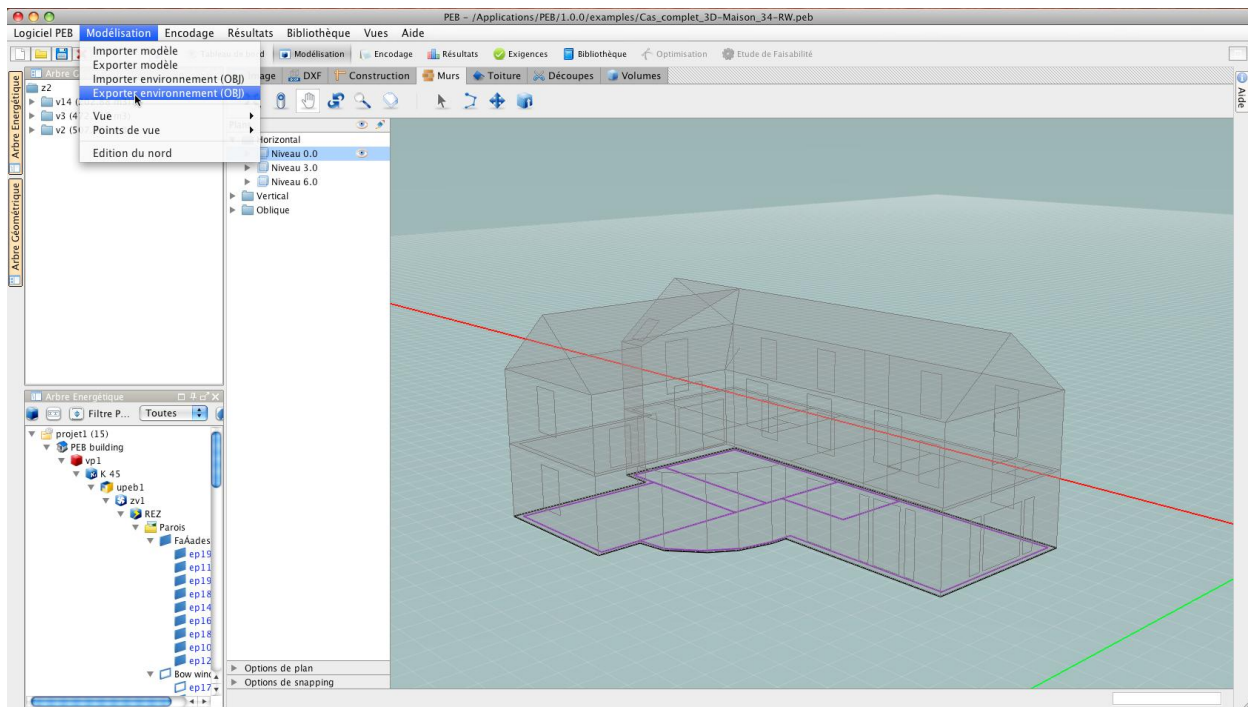 PEB - /Applications/PEB/1.0.0/examples/Cas_complet_3D-Maison_34-RW.peb
Logiciel PEB Modélisation Encodage Résultats Bibliothèque Vues Aide
Importer modèle
Exporter modèle
Importer environnement (OBJ)
Exporter environnement (OBJ)
Vue
Points de vue
Edition du nord
Modélisation Encodage Résultats Exigences Bibliothèque Optimisation Etude de Faisabilité
DXF Construction Murs Toiture Découpes Volumes
Aide
Arbre Énergétique
Arbre Géométrique
z2
v14
v3
v2
Horizontal
Niveau 0.0
Niveau 3.0
Niveau 6.0
Vertical
Oblique
Arbre Energétique
Filtre P... Toutes
projet1 (15)
PEB building
vp1
K 45
upeb1
zv1
REZ
Parois
FaÁades
ep19
ep11
ep19
ep18
ep14
ep16
ep18
ep10
ep12
Bow wind
ep17
Options de plan
Options de snapping